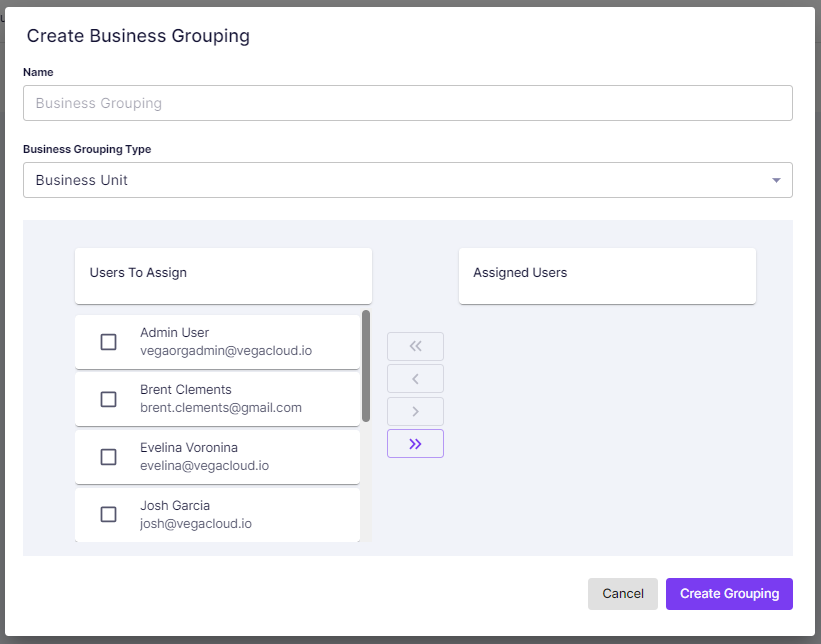 Create Business Grouping
Name
Business Grouping
Business Grouping Type
Business Unit
Users To Assign
Assigned Users
Admin User
vegaorgadmin@vegacloud.io
Brent Clements
brent.clements@gmail.com
Evelina Voronina
evelina@vegacloud.io
Josh Garcia
josh@vegacloud.io
Cancel
Create Grouping